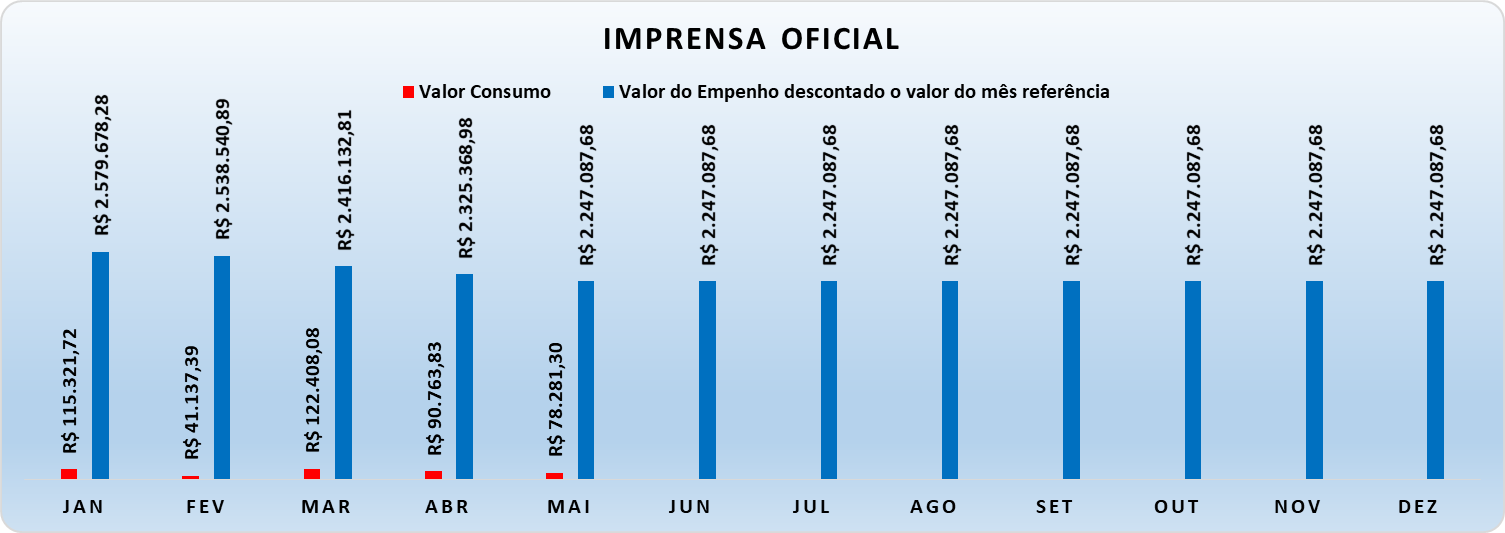 IMPRENSA OFICIAL
Valor Consumo
Valor do Empenho descontado o valor do mês referência
R$ 115.321,72
R$ 2.579.678,28
R$ 41.137,39
R$ 2.538.540,89
R$ 122.408,08
R$ 2.416.132,81
R$ 90.763,83
R$ 2.325.368,98
R$ 78.281,30
R$ 2.247.087,68
R$ 2.247.087,68
R$ 2.247.087,68
R$ 2.247.087,68
R$ 2.247.087,68
R$ 2.247.087,68
R$ 2.247.087,68
R$ 2.247.087,68
JAN
FEV
MAR
ABR
MAI
JUN
JUL
AGO
SET
OUT
NOV
DEZ